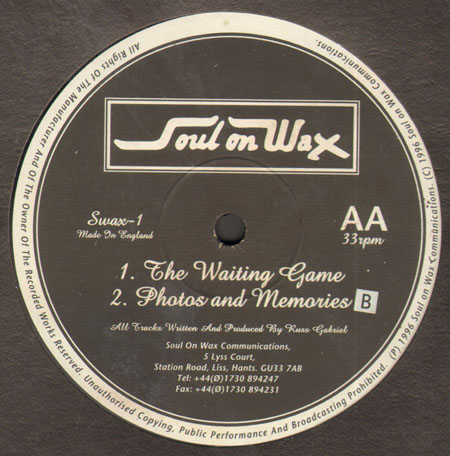 All Rights Of The Manufacturer And Of The Owner Of The Recorded Works Reserved. Unauthorised Copying, Public Performance And Broadcasting Prohibited. (P) 1996 Soul on Wax Communications. (C) 1996 Soul on Wax Communications.
Soul on Wax
Swax-1
Made In England
AA
33rpm
1. The Waiting Game
2. Photos and Memories B
All Tracks Written And Produced By Russ Gabriel
Soul On Wax Communications,
5 Lyss Court,
Station Road, Liss, Hants. GU33 7AB
Tel: +44(Ø)1730 894247
Fax: +44(Ø)1730 894231